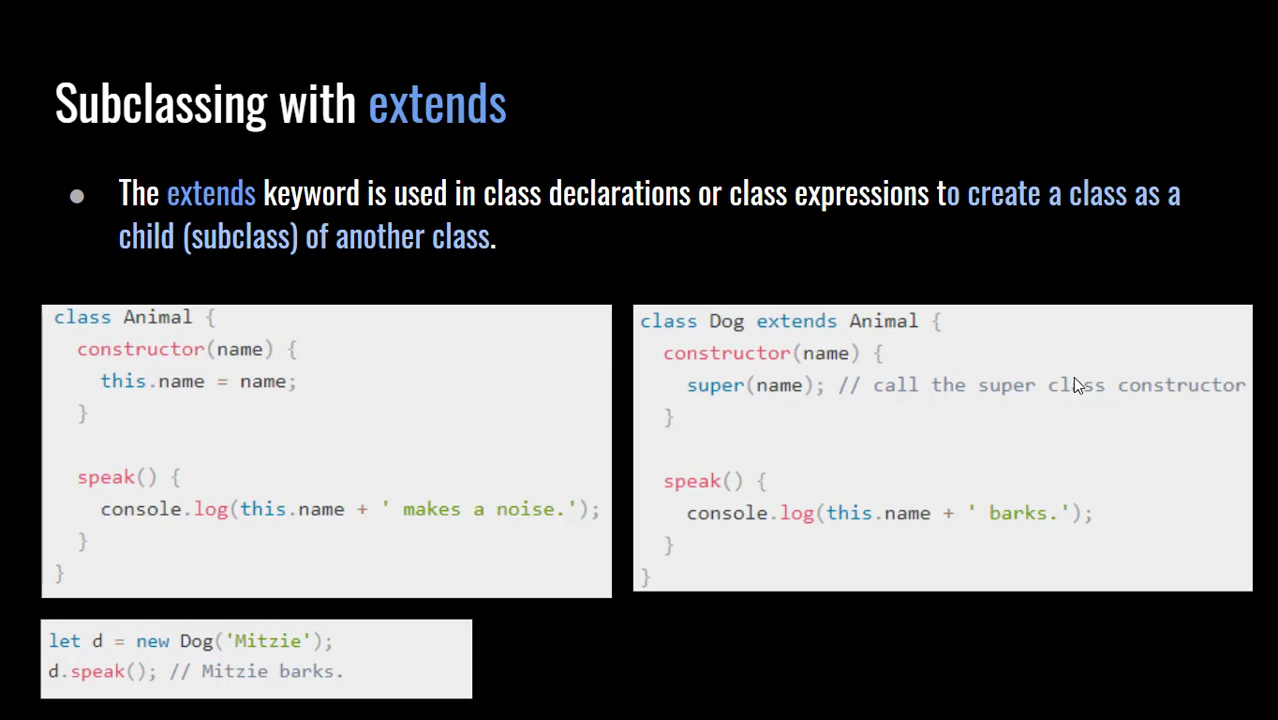 Subclassing with extends
● The extends keyword is used in class declarations or class expressions to create a class as a
child (subclass) of another class.
class Animal {
  constructor(name) {
    this.name = name;
  }

  speak() {
    console.log(this.name + ' makes a noise.');
  }
}
class Dog extends Animal {
  constructor(name) {
    super(name); // call the super class constructor
  }

  speak() {
    console.log(this.name + ' barks.');
  }
}
let d = new Dog('Mitzie');
d.speak(); // Mitzie barks.